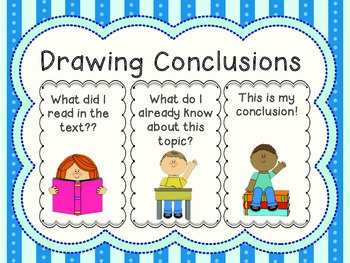 Drawing Conclusions
What did I
read in the
text??
What do I
already know
about this
topic?
This is my
conclusion!